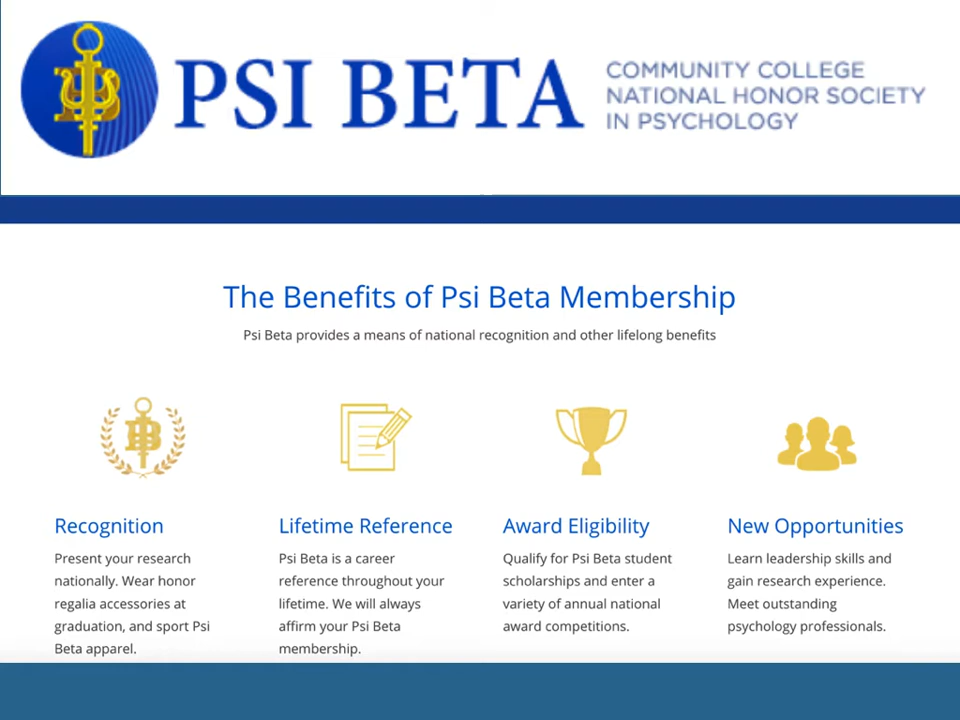 PSI BETA
COMMUNITY COLLEGE
NATIONAL HONOR SOCIETY
IN PSYCHOLOGY
The Benefits of Psi Beta Membership
Psi Beta provides a means of national recognition and other lifelong benefits
Recognition
Present your research
nationally. Wear honor
regalia accessories at
graduation, and sport Psi
Beta apparel.
Lifetime Reference
Psi Beta is a career
reference throughout your
lifetime. We will always
affirm your Psi Beta
membership.
Award Eligibility
Qualify for Psi Beta student
scholarships and enter a
variety of annual national
award competitions.
New Opportunities
Learn leadership skills and
gain research experience.
Meet outstanding
psychology professionals.